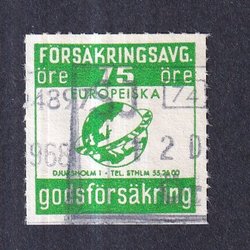 FÖRSÄKRINGSAVG.
öre 75 öre
EUROPEISKA
DJURSHOLM 1 - TEL. STHLM 55 26 00
godsförsäkring